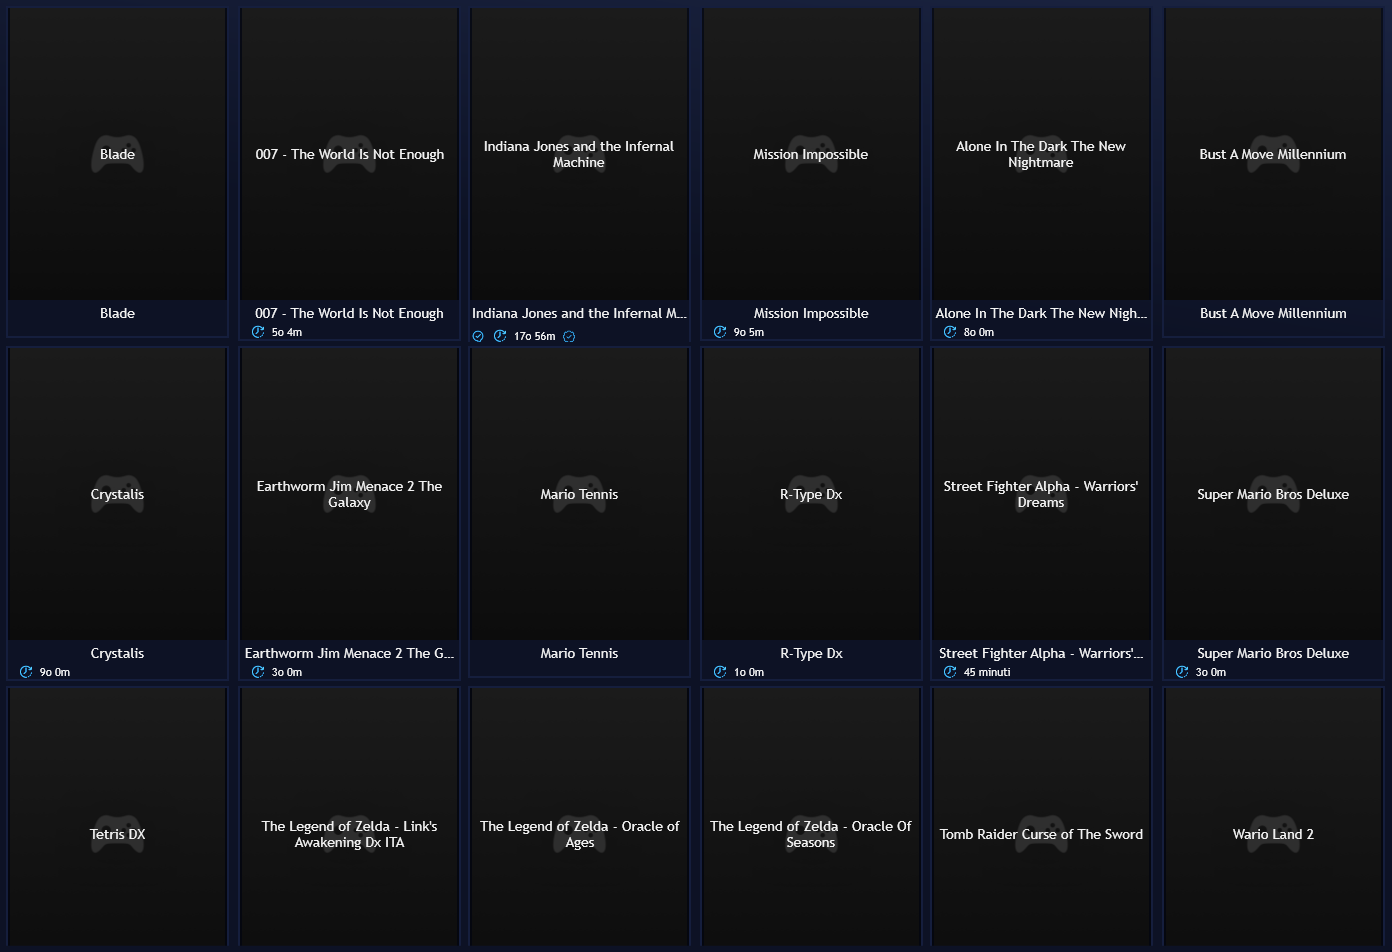 Blade
007 - The World Is Not Enough
Indiana Jones and the Infernal
Machine
Mission Impossible
Alone In The Dark The New
Nightmare
Bust A Move Millennium
Blade
007 - The World Is Not Enough
5o 4m
Indiana Jones and the Infernal M...
17o 56m
Mission Impossible
9o 5m
Alone In The Dark The New Nigh...
8o 0m
Bust A Move Millennium
Crystalis
Earthworm Jim Menace 2 The
Galaxy
Mario Tennis
R-Type Dx
Street Fighter Alpha - Warriors'
Dreams
Super Mario Bros Deluxe
Crystalis
9o 0m
Earthworm Jim Menace 2 The G...
3o 0m
Mario Tennis
R-Type Dx
1o 0m
Street Fighter Alpha - Warriors'...
45 minuti
Super Mario Bros Deluxe
3o 0m
Tetris DX
The Legend of Zelda - Link's
Awakening Dx ITA
The Legend of Zelda - Oracle of
Ages
The Legend of Zelda - Oracle Of
Seasons
Tomb Raider Curse of The Sword
Wario Land 2